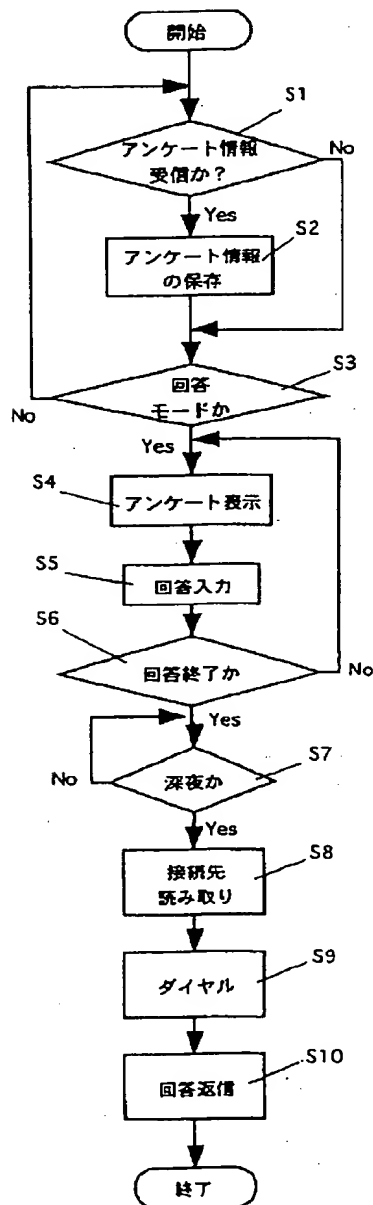 開始
S1
アンケート情報
受信か？
No
Yes
S2
アンケート情報
の保存
S3
回答
モードか
No
Yes
S4
アンケート表示
S5
回答入力
S6
回答終了か
No
Yes
S7
深夜か
No
Yes
S8
接続先
読み取り
S9
ダイヤル
S10
回答返信
終了